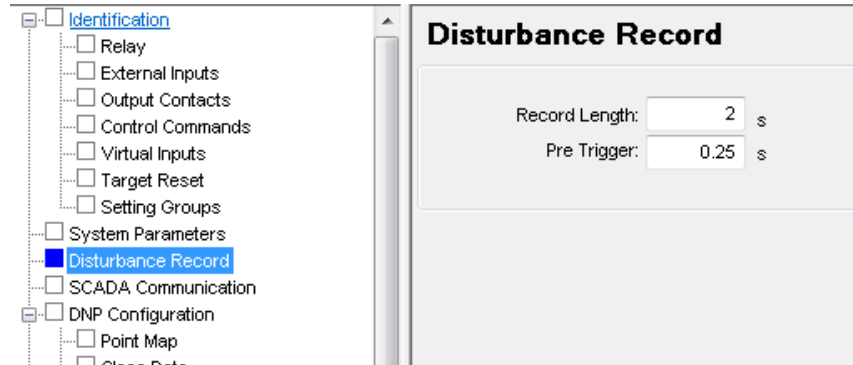 Identification
Relay
External Inputs
Output Contacts
Control Commands
Virtual Inputs
Target Reset
Setting Groups
System Parameters
Disturbance Record
SCADA Communication
DNP Configuration
Point Map
Disturbance Record
Record Length: 2 s
Pre Trigger: 0.25 s